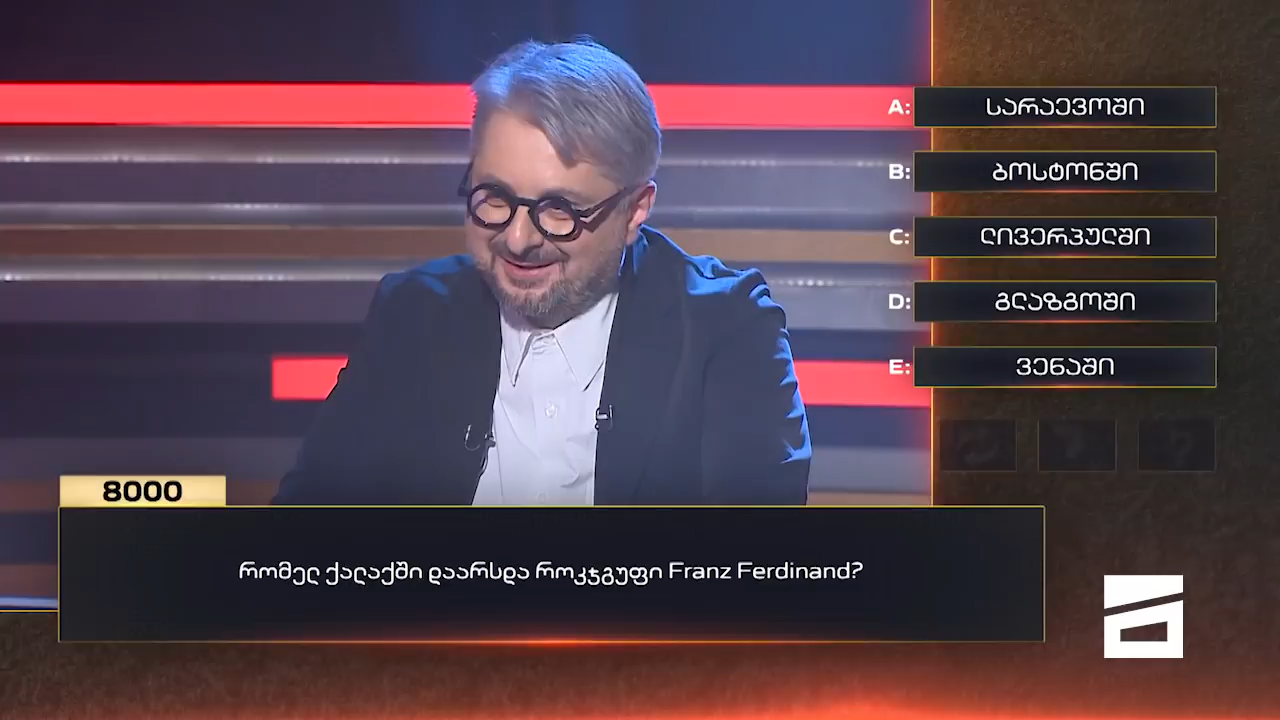 A: სარაევოში
B: ბოსტონში
C: ლივერპულში
D: გლაზგოში
E: ვენაში
8000
რომელ ქალაქში დაარსდა როკჯგუფი Franz Ferdinand?